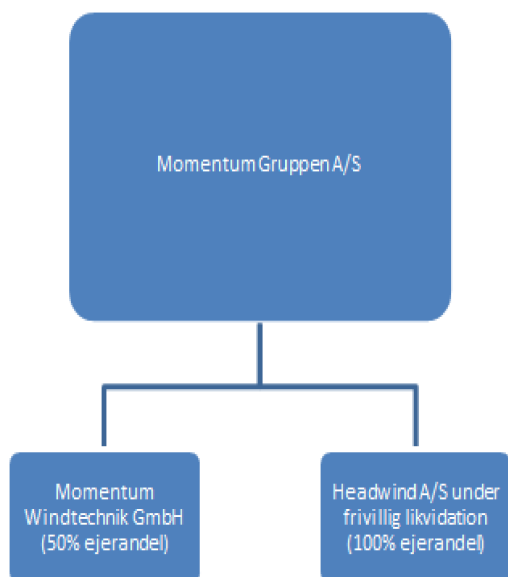 Momentum Gruppen A/S
Momentum
Windtechnik GmbH
(50% ejerandel)
Headwind A/S under
frivillig likvidation
(100% ejerandel)